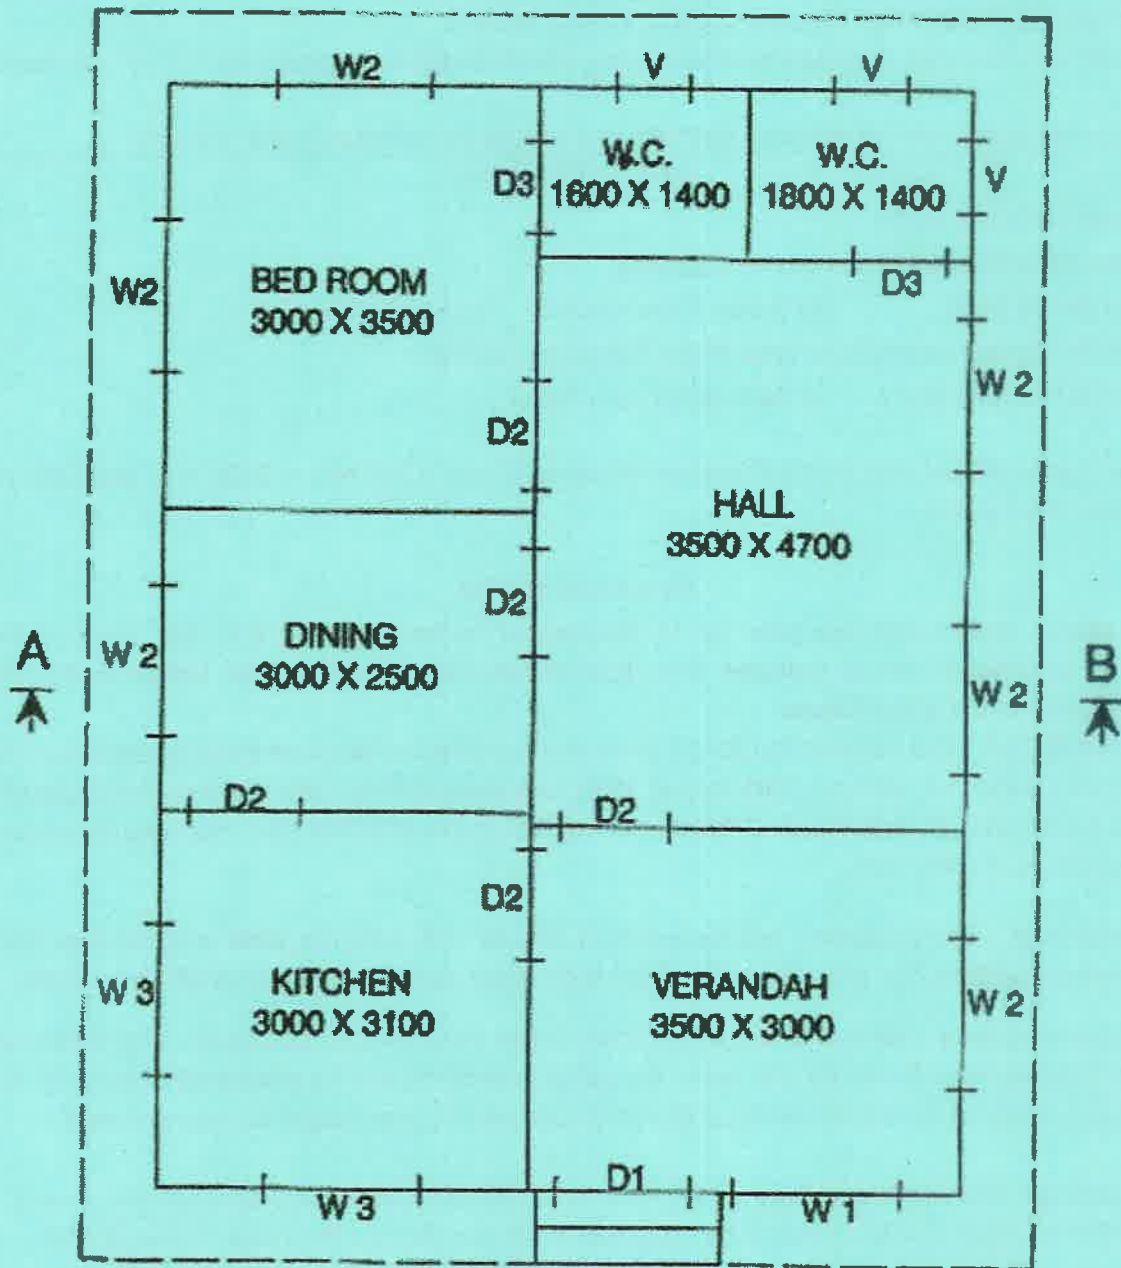 W2
V
V
W.C.
1600 X 1400
W.C.
1800 X 1400
D3
V
W2
BED ROOM
3000 X 3500
D3
W 2
D2
HALL
3500 X 4700
D2
DINING
3000 X 2500
A
W 2
B
W 2
D2
D2
D2
KITCHEN
3000 X 3100
W 3
VERANDAH
3500 X 3000
W 2
D1
W 3
W 1